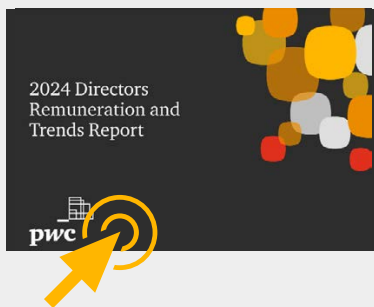 2024 Directors
Remuneration and
Trends Report
pwc